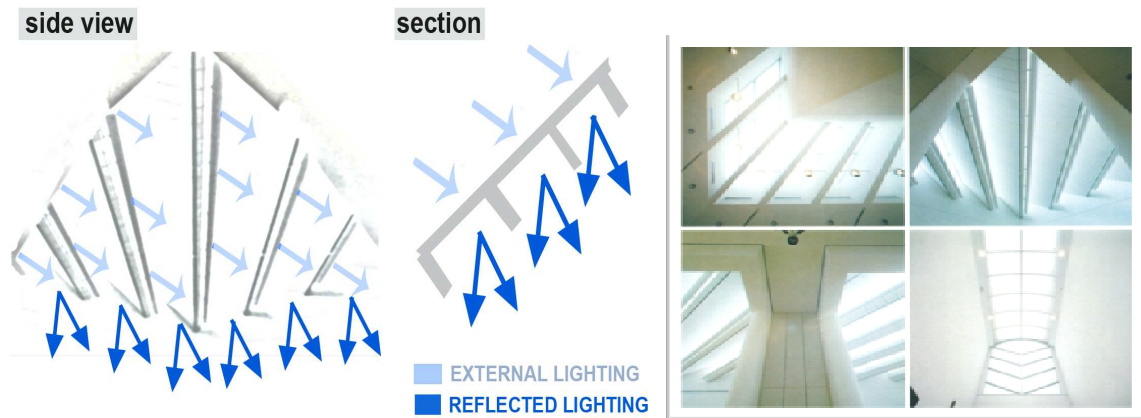 side view
section
EXTERNAL LIGHTING
REFLECTED LIGHTING